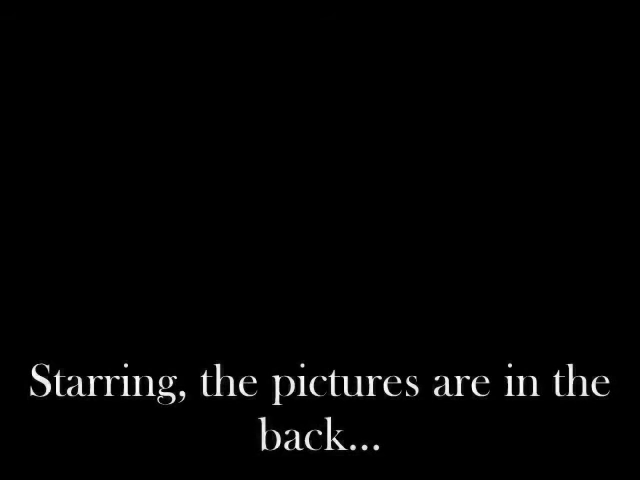 Starring, the pictures are in the
back...